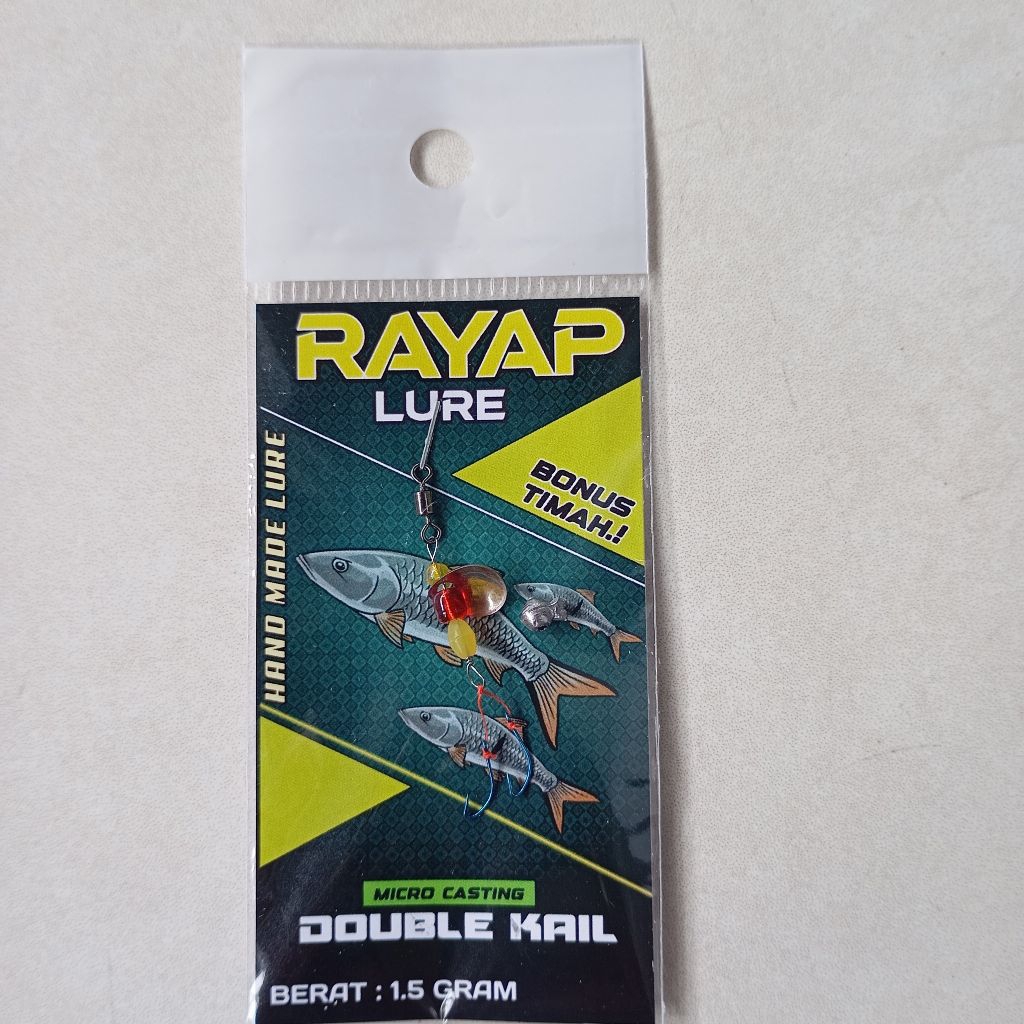 RAYAP
LURE
HAND MADE LURE
BONUS
TIMAH.!
MICRO CASTING
DOUBLE KAIL
BERAT : 1.5 GRAM